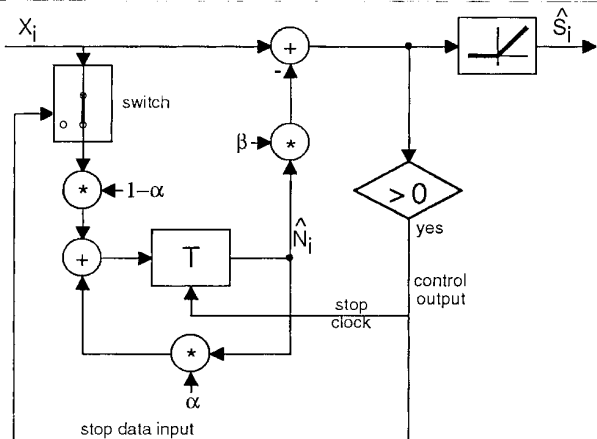 Xi
+
Ŝi
-
switch
β
*
> 0
*
1-α
yes
N̂i
+
T
control
output
stop
clock
*
α
stop data input